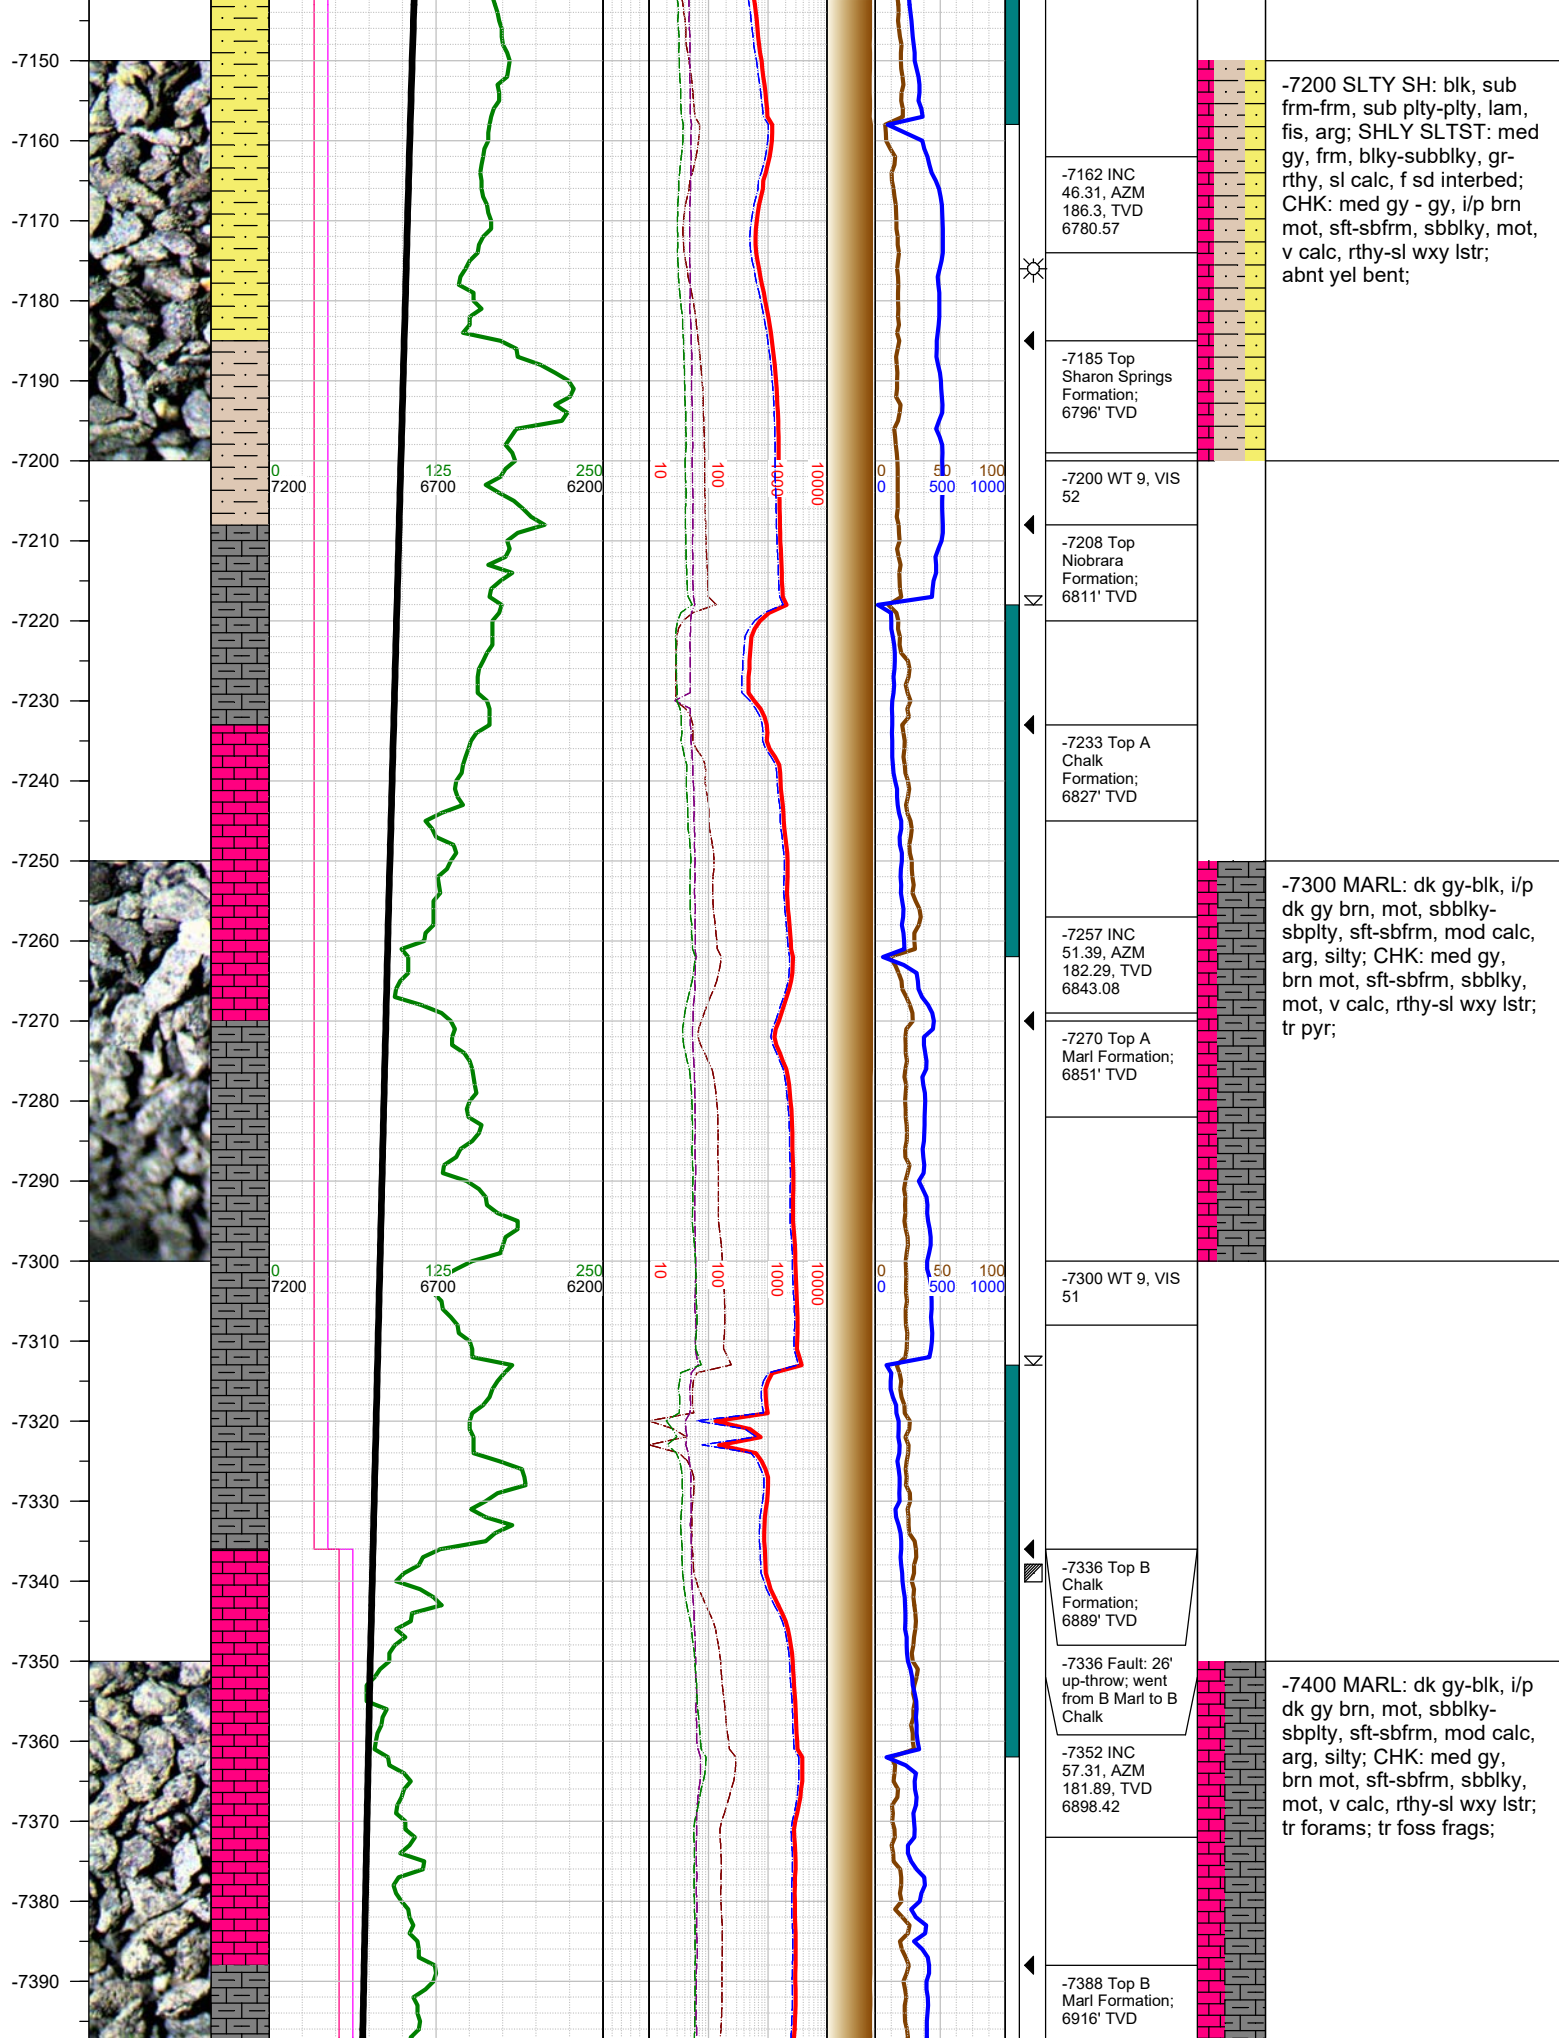 -7150
-7160
-7170
-7180
-7190
-7200
-7210
-7220
-7230
-7240
-7250
-7260
-7270
-7280
-7290
-7300
-7310
-7320
-7330
-7340
-7350
-7360
-7370
-7380
-7390
0 125 250
7200 6700 6200
10 100 1000 10000
0 50 100
0 500 1000
0 125 250
7200 6700 6200
10 100 1000 10000
0 50 100
0 500 1000
-7162 INC
46.31, AZM
186.3, TVD
6780.57
-7185 Top
Sharon Springs
Formation;
6796' TVD
-7200 WT 9, VIS
52
-7208 Top
Niobrara
Formation;
6811' TVD
-7233 Top A
Chalk
Formation;
6827' TVD
-7257 INC
51.39, AZM
182.29, TVD
6843.08
-7270 Top A
Marl Formation;
6851' TVD
-7300 WT 9, VIS
51
-7336 Top B
Chalk
Formation;
6889' TVD
-7336 Fault: 26'
up-throw; went
from B Marl to B
Chalk
-7352 INC
57.31, AZM
181.89, TVD
6898.42
-7388 Top B
Marl Formation;
6916' TVD
-7200 SLTY SH: blk, sub
frm-frm, sub plty-plty, lam,
fis, arg; SHLY SLTST: med
gy, frm, blky-subblky, gr-
rthy, sl calc, f sd interbed;
CHK: med gy - gy, i/p brn
mot, sft-sbfrm, sbblky, mot,
v calc, rthy-sl wxy lstr;
abnt yel bent;
-7300 MARL: dk gy-blk, i/p
dk gy brn, mot, sbblky-
sbplty, sft-sbfrm, mod calc,
arg, silty; CHK: med gy,
brn mot, sft-sbfrm, sbblky,
mot, v calc, rthy-sl wxy lstr;
tr pyr;
-7400 MARL: dk gy-blk, i/p
dk gy brn, mot, sbblky-
sbplty, sft-sbfrm, mod calc,
arg, silty; CHK: med gy,
brn mot, sft-sbfrm, sbblky,
mot, v calc, rthy-sl wxy lstr;
tr forams; tr foss frags;